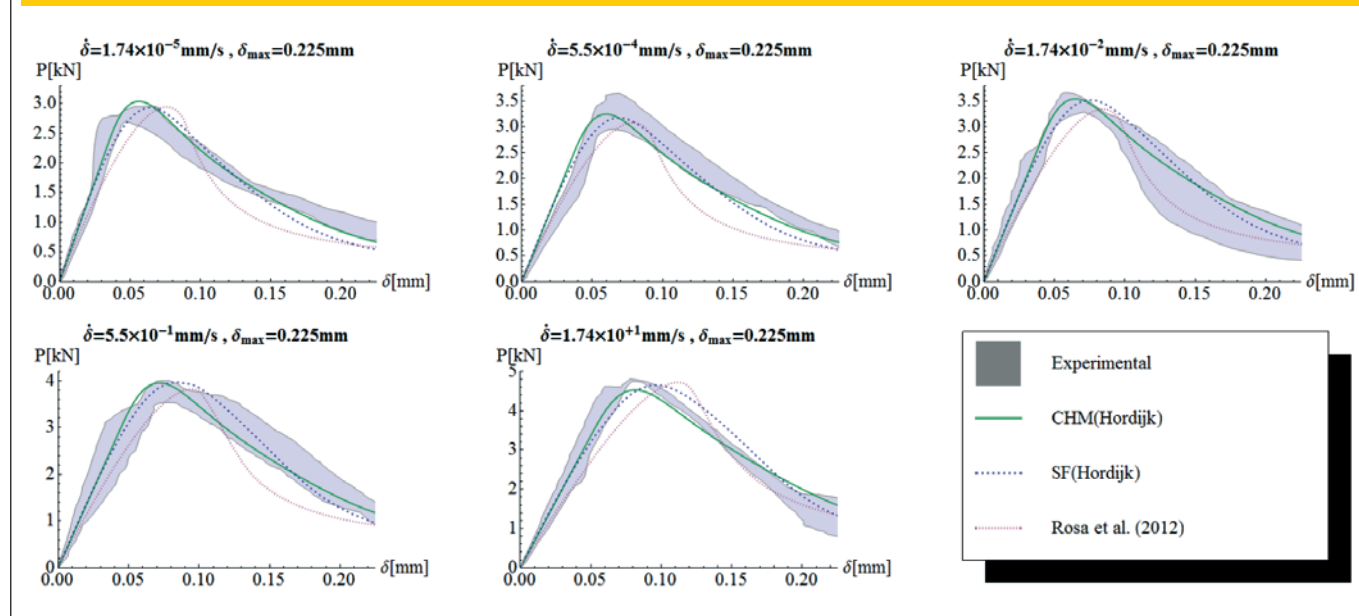 δ̇=1.74×10⁻⁵mm/s , δmax=0.225mm
P[kN]
3.0
2.5
2.0
1.5
1.0
0.5
0.0
0.00 0.05 0.10 0.15 0.20 δ[mm]
δ̇=5.5×10⁻⁴mm/s , δmax=0.225mm
P[kN]
3.5
3.0
2.5
2.0
1.5
1.0
0.5
0.0
0.00 0.05 0.10 0.15 0.20 δ[mm]
δ̇=1.74×10⁻²mm/s , δmax=0.225mm
P[kN]
3.5
3.0
2.5
2.0
1.5
1.0
0.5
0.0
0.00 0.05 0.10 0.15 0.20 δ[mm]
δ̇=5.5×10⁻¹mm/s , δmax=0.225mm
P[kN]
4
3
2
1
0
0.00 0.05 0.10 0.15 0.20 δ[mm]
δ̇=1.74×10⁺¹mm/s , δmax=0.225mm
P[kN]
5
4
3
2
1
0
0.00 0.05 0.10 0.15 0.20 δ[mm]
Experimental
CHM(Hordijk)
SF(Hordijk)
Rosa et al. (2012)